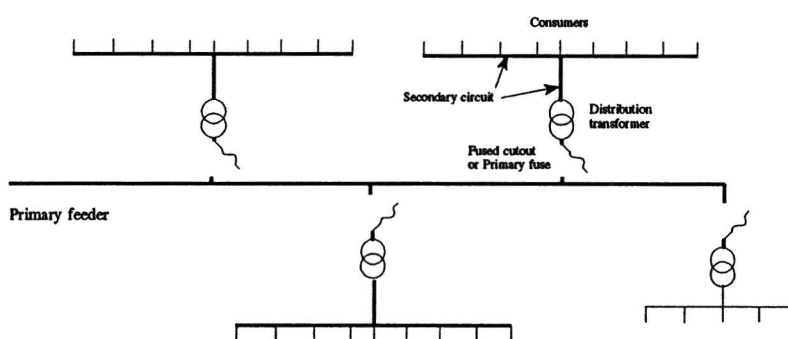 Consumers
Secondary circuit
Distribution
transformer
Fused cutout
or Primary fuse
Primary feeder